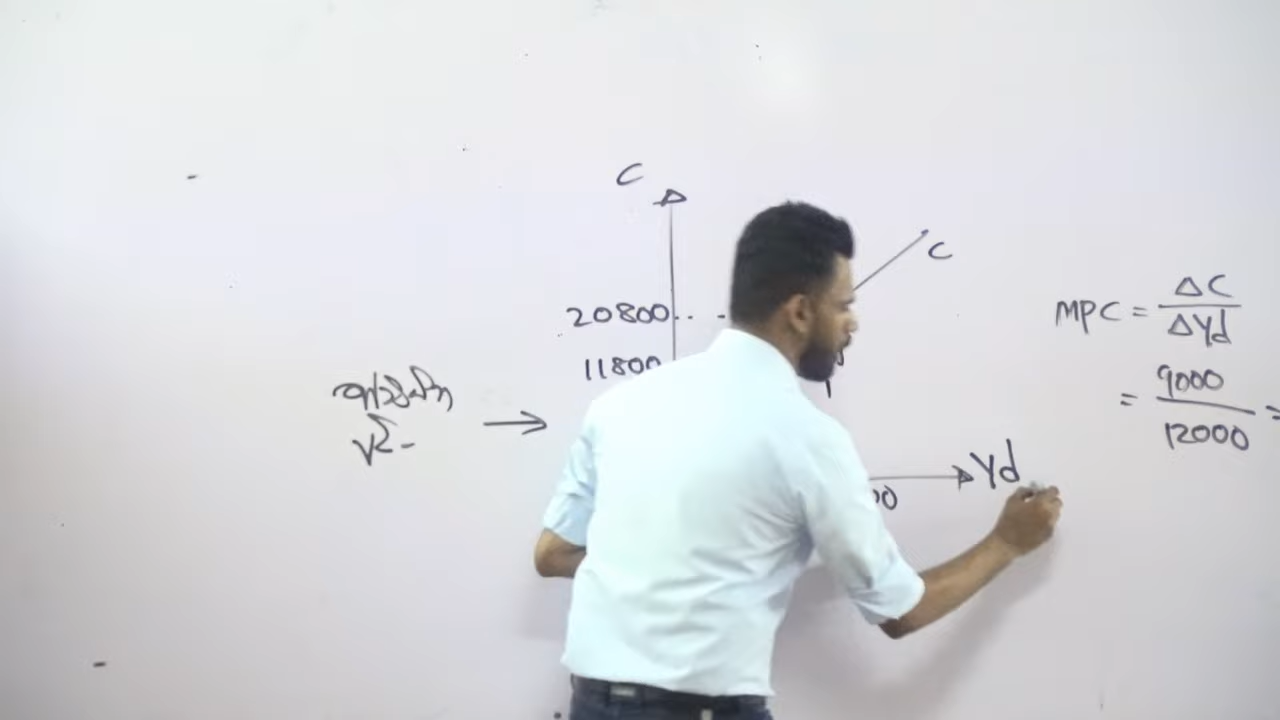 C
C
20800
11800
Yd
MPC = ΔC / ΔYd
= 9000 / 12000 =